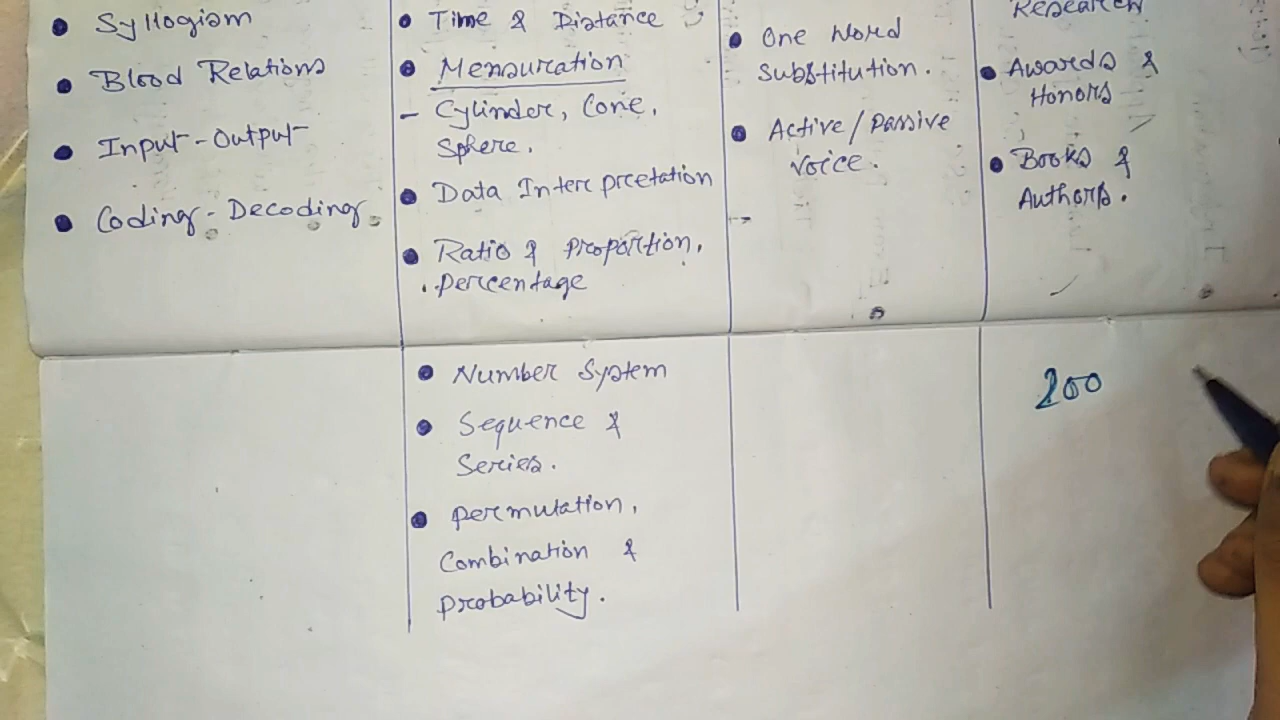 Syllogism
Blood Relations
Input-Output
Coding-Decoding.
Time & Distance
Mensuration
- Cylinder, Cone,
Sphere.
Data Interpretation
Ratio & Proportion,
. percentage
Number System
Sequence &
Series.
permutation,
Combination &
probability.
One Word
Substitution.
Active/Passive
Voice.
Research
Awards &
Honors
Books &
Authors.
200